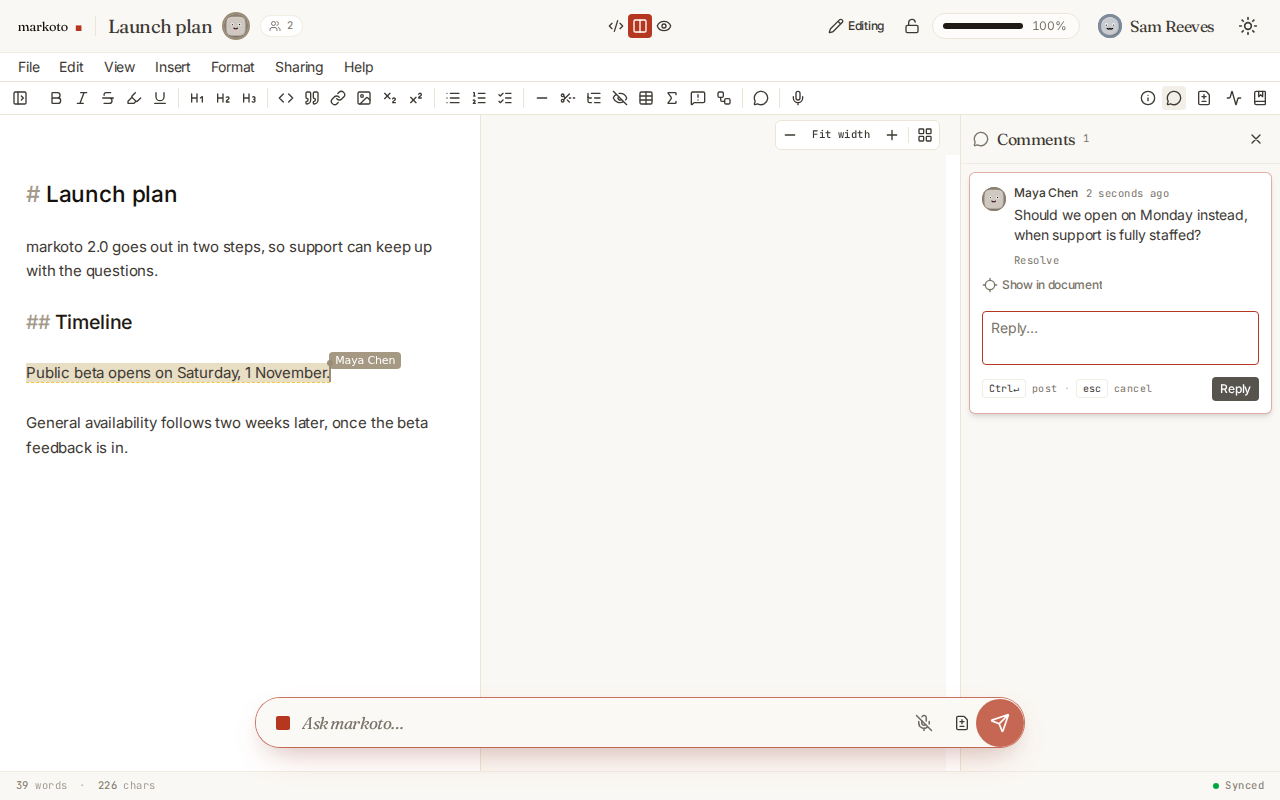 markoto
Launch plan
2
Editing
100%
Sam Reeves
File Edit View Insert Format Sharing Help
H1 H2 H3
Fit width
Comments 1
# Launch plan
markoto 2.0 goes out in two steps, so support can keep up
with the questions.
## Timeline
Maya Chen
Public beta opens on Saturday, 1 November.
General availability follows two weeks later, once the beta
feedback is in.
Maya Chen 2 seconds ago
Should we open on Monday instead,
when support is fully staffed?
Resolve
Show in document
Reply...
Ctrl↵ post · esc cancel
Reply
Ask markoto...
39 words · 226 chars
Synced